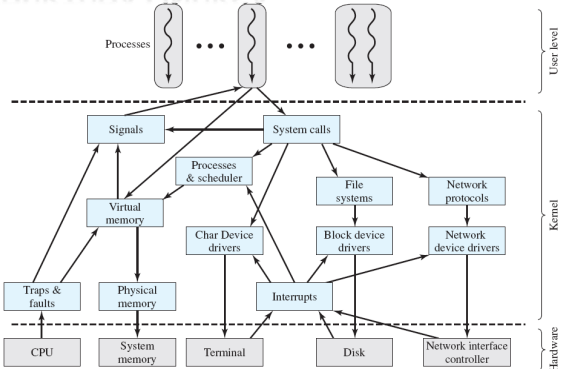 Processes
User level
Signals
System calls
Processes
& scheduler
File
systems
Network
protocols
Virtual
memory
Char Device
drivers
Block device
drivers
Network
device drivers
Kernel
Traps &
faults
Physical
memory
Interrupts
CPU
System
memory
Terminal
Disk
Network interface
controller
Hardware